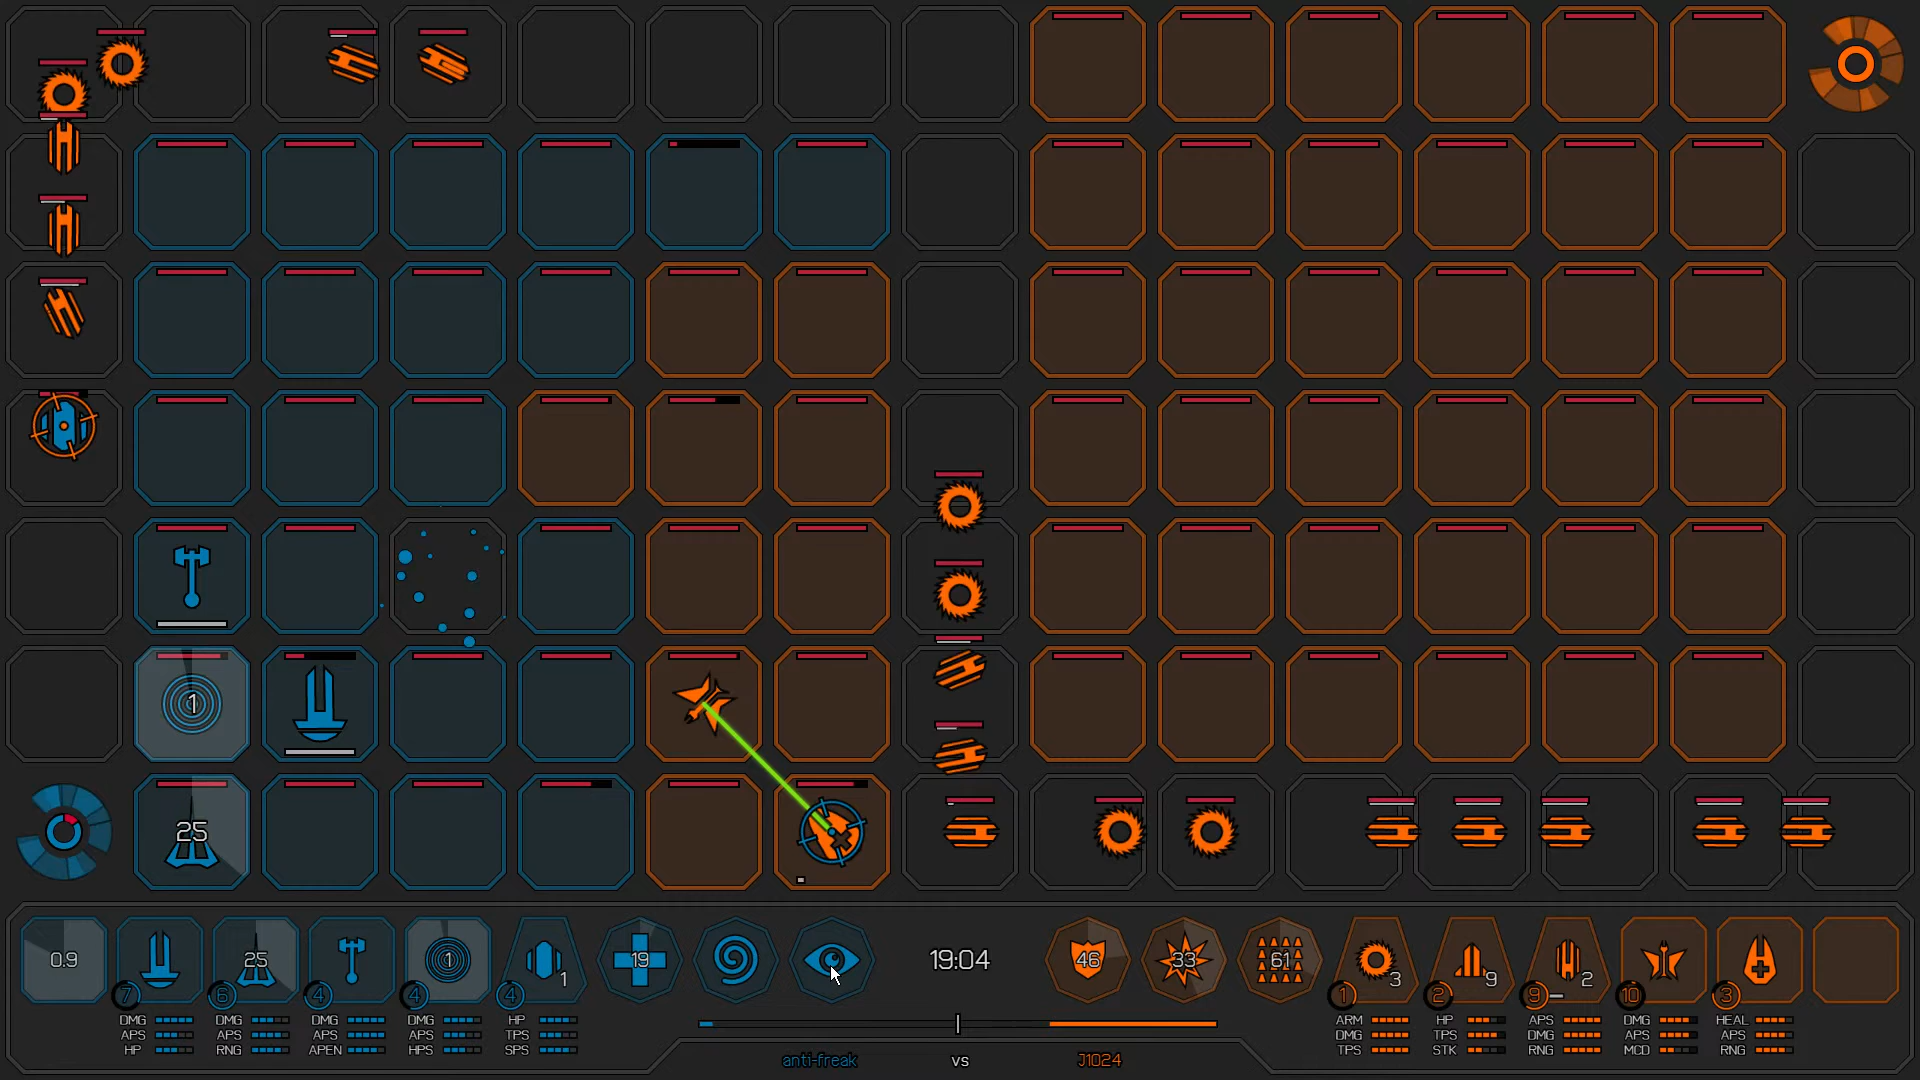 1
25
0.9
25
1
1
19
19:04
46
33
61
3
9
2
7
6
4
4
4
1
2
9
10
3
DMG
APS
HP
DMG
APS
RNG
DMG
APS
APEN
DMG
APS
HPS
HP
TPS
SPS
ARM
DMG
TPS
HP
TPS
STK
APS
DMG
RNG
DMG
APS
MCD
HEAL
APS
RNG
anti-freak vs J1024